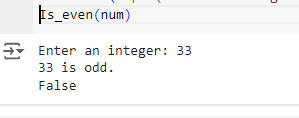 Is_even(num)
Enter an integer: 33
33 is odd.
False